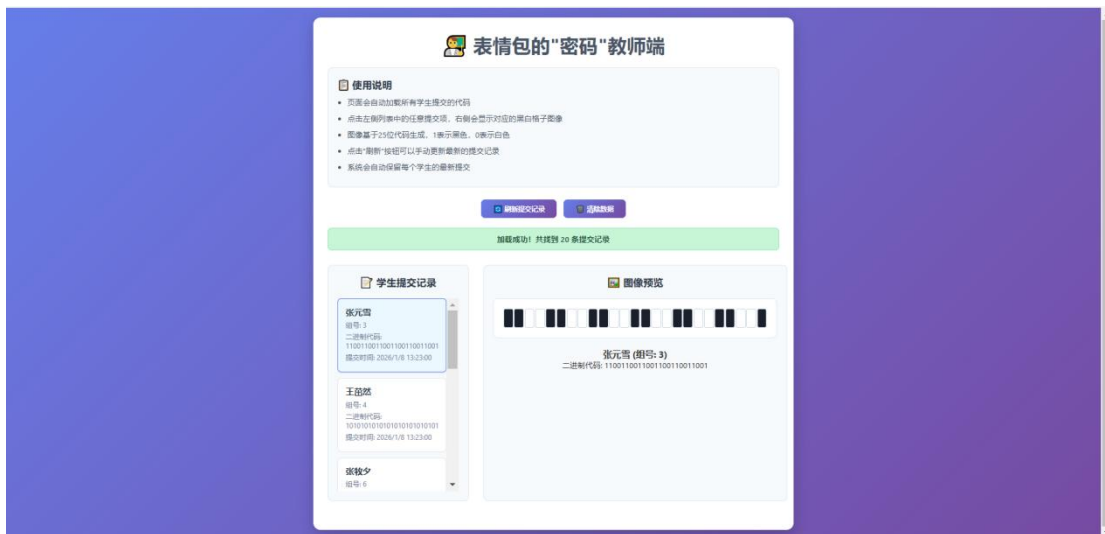 表情包的"密码"教师端
使用说明
页面会自动加载所有学生提交的代码
点击左侧列表中的任意提交项，右侧会显示对应的黑白格子图像
图像基于25位代码生成，1表示黑色，0表示白色
点击"刷新"按钮可以手动更新最新的提交记录
系统会自动保留每个学生的最新提交
刷新提交记录
清除数据
加载成功！共找到 20 条提交记录
学生提交记录
张元雪
组号: 3
二进制代码:
1100110011001100110011001
提交时间: 2026/1/8 13:23:00
组号: 4
二进制代码:
1010101010101010101010101
提交时间: 2026/1/8 13:23:00
张牧夕
组号: 6
图像预览
张元雪 (组号: 3)
二进制代码: 1100110011001100110011001